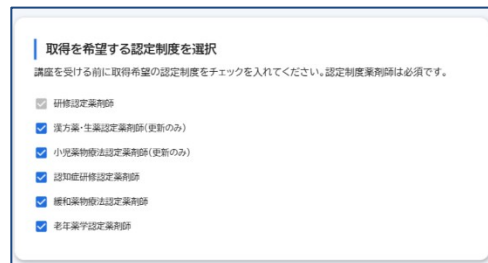 取得を希望する認定制度を選択
講座を受ける前に取得希望の認定制度をチェックを入れてください。認定制度薬剤師は必須です。
研修認定薬剤師
漢方薬・生薬認定薬剤師(更新のみ)
小児薬物療法認定薬剤師(更新のみ)
認知症研修認定薬剤師
緩和薬物療法認定薬剤師
老年薬学認定薬剤師